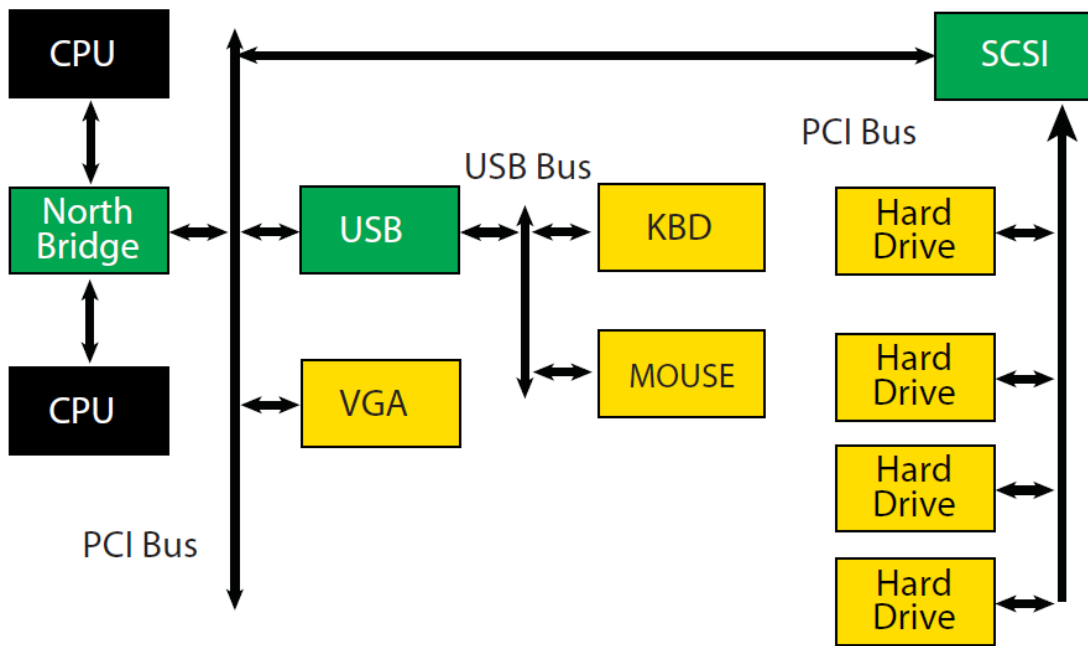 CPU
SCSI
PCI Bus
USB Bus
North
Bridge
USB
KBD
Hard
Drive
CPU
VGA
MOUSE
Hard
Drive
Hard
Drive
PCI Bus
Hard
Drive